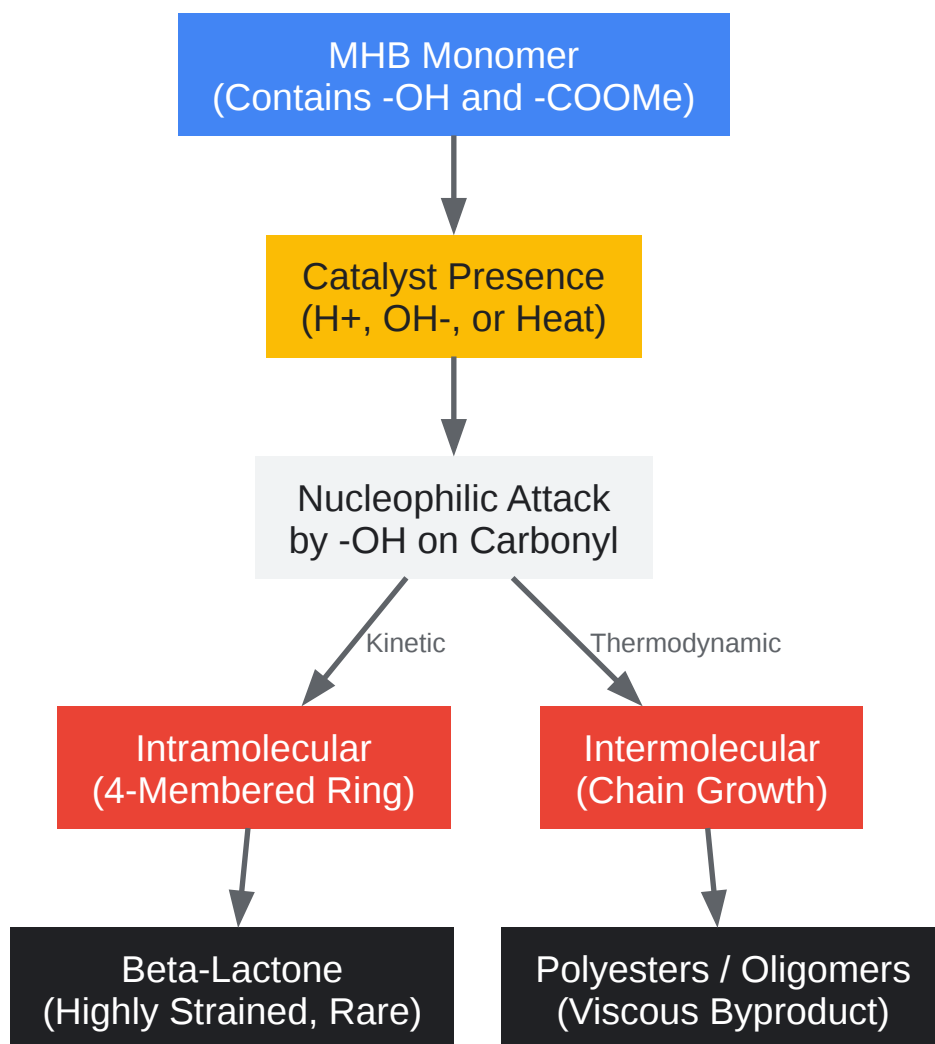 MHB Monomer
(Contains -OH and -COOMe)
Catalyst Presence
(H+, OH-, or Heat)
Nucleophilic Attack
by -OH on Carbonyl
Kinetic
Thermodynamic
Intramolecular
(4-Membered Ring)
Intermolecular
(Chain Growth)
Beta-Lactone
(Highly Strained, Rare)
Polyesters / Oligomers
(Viscous Byproduct)